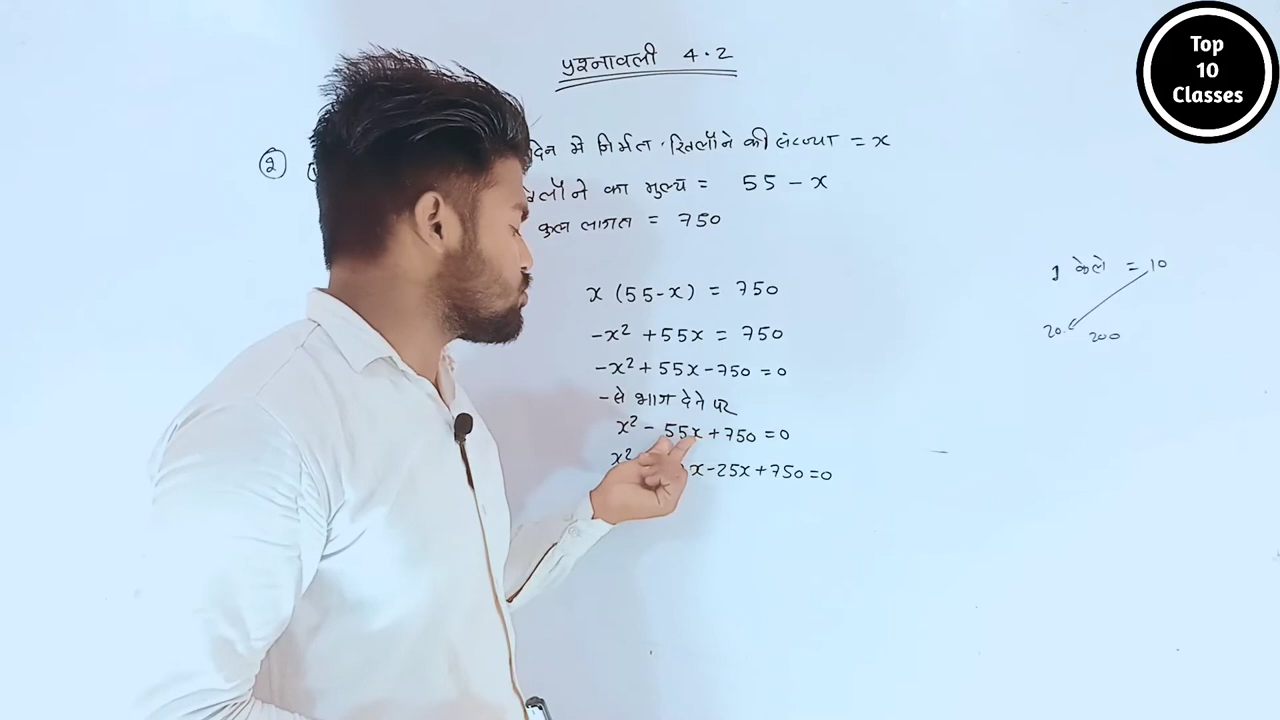 Top
10
Classes
प्रश्नावली 4.2
2
दिन में निर्मित खिलौने की संख्या = x
का मुल्य = 55 - x
कुल लागत = 750
x (55-x) = 750
-x² + 55x = 750
-x² + 55x - 750 = 0
- से भाग देने पर
x² - 55x + 750 = 0
x² x - 25x + 750 = 0
1 केले = 10
20 200